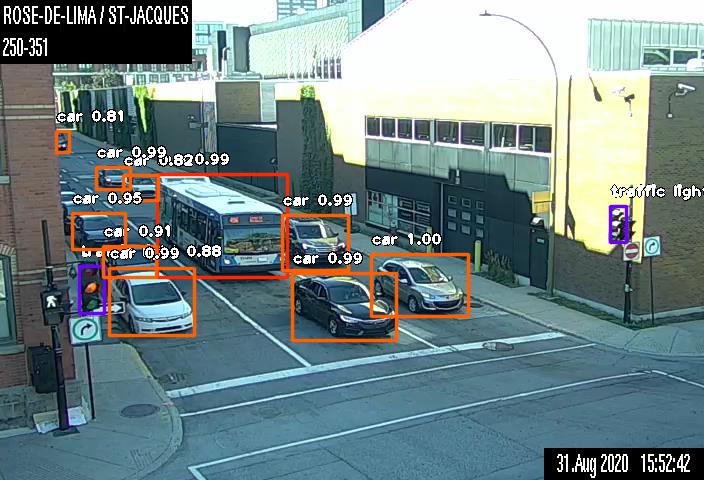 ROSE-DE-LIMA / ST-JACQUES
250-351
car 0.81
car 0.99
car 0.82
0.99
car 0.95
car 0.99
car 0.91
car 0.99
0.88
car 0.99
car 1.00
traffic light
31.Aug 2020 15:52:42